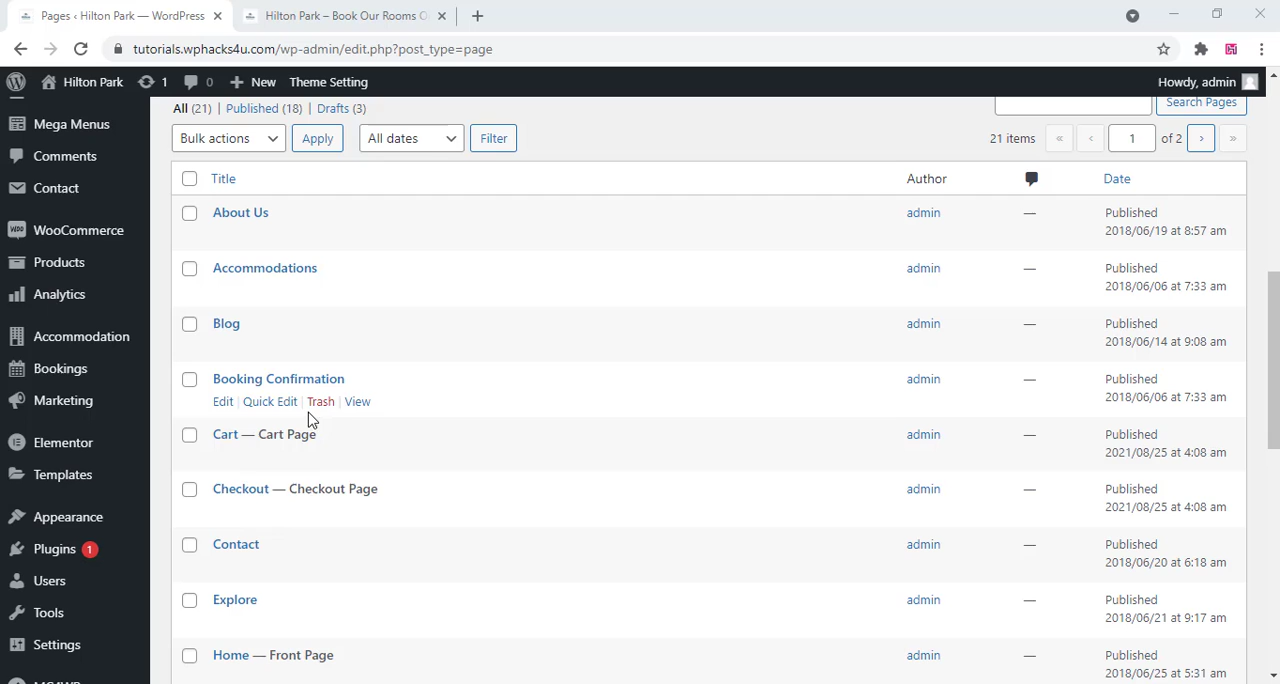 Pages ‹ Hilton Park — WordPress
Hilton Park – Book Our Rooms O
tutorials.wphacks4u.com/wp-admin/edit.php?post_type=page
Hilton Park 1 0 New Theme Setting Howdy, admin
Mega Menus
Comments
Contact
WooCommerce
Products
Analytics
Accommodation
Bookings
Marketing
Elementor
Templates
Appearance
Plugins 1
Users
Tools
Settings
All (21) | Published (18) | Drafts (3)
Search Pages
Bulk actions Apply All dates Filter 21 items « ‹ 1 of 2 › »
Title Author Date
About Us admin — Published
2018/06/19 at 8:57 am
Accommodations admin — Published
2018/06/06 at 7:33 am
Blog admin — Published
2018/06/14 at 9:08 am
Booking Confirmation admin — Published
Edit | Quick Edit | Trash | View 2018/06/06 at 7:33 am
Cart — Cart Page admin — Published
2021/08/25 at 4:08 am
Checkout — Checkout Page admin — Published
2021/08/25 at 4:08 am
Contact admin — Published
2018/06/20 at 6:18 am
Explore admin — Published
2018/06/21 at 9:17 am
Home — Front Page admin — Published
2018/06/25 at 5:31 am